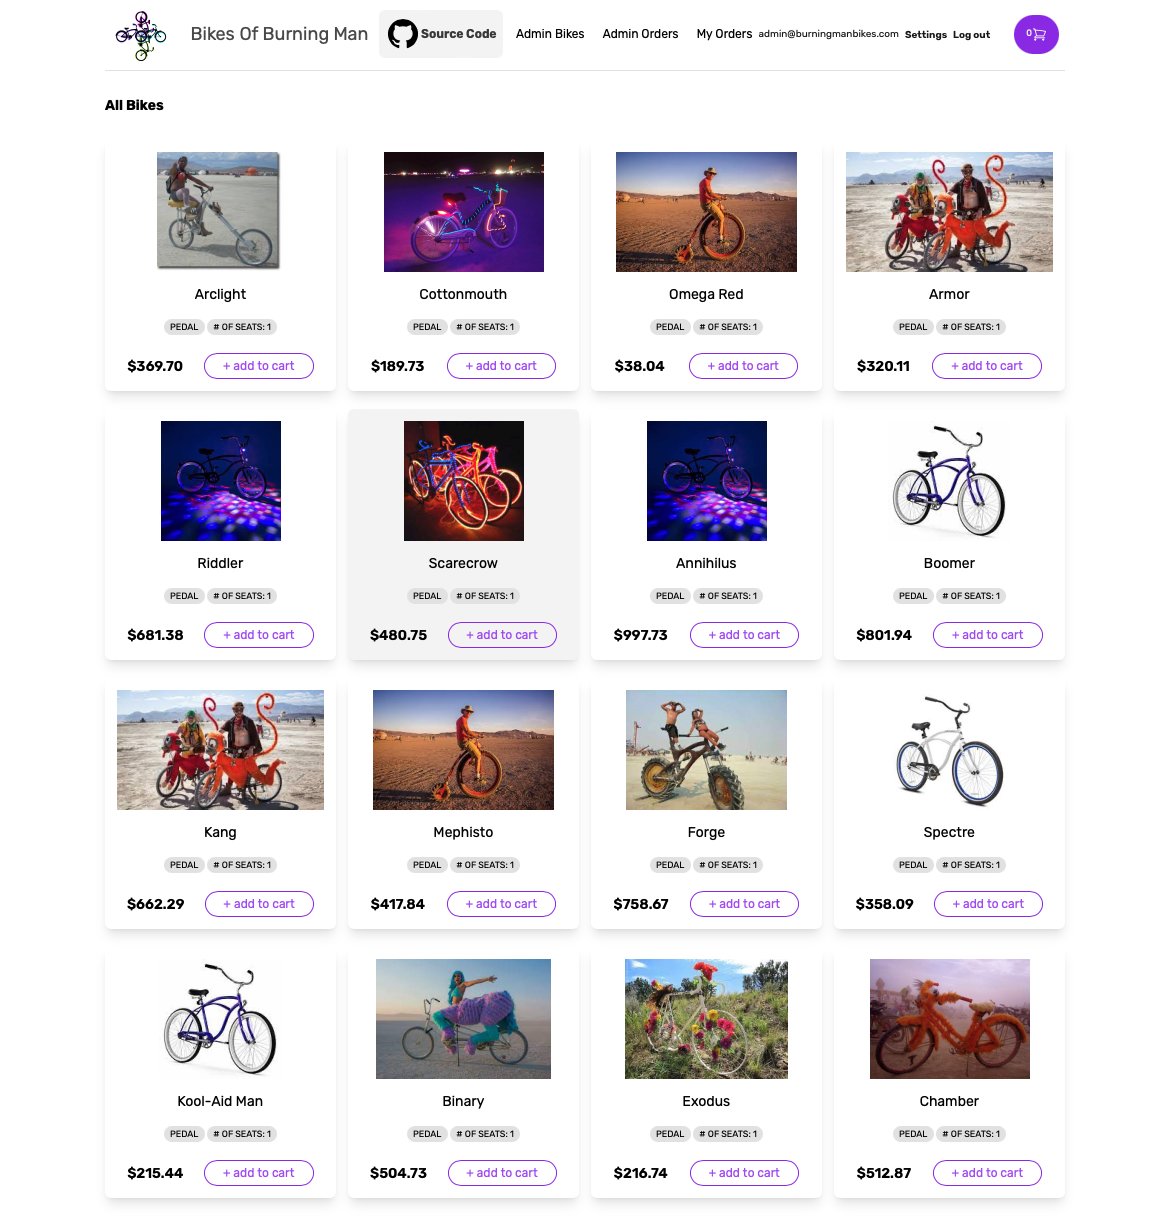 Bikes Of Burning Man Source Code Admin Bikes Admin Orders My Orders admin@burningmanbikes.com Settings Log out 0
All Bikes
Arclight Cottonmouth Omega Red Armor
PEDAL # OF SEATS: 1 PEDAL # OF SEATS: 1 PEDAL # OF SEATS: 1 PEDAL # OF SEATS: 1
$369.70 + add to cart $189.73 + add to cart $38.04 + add to cart $320.11 + add to cart
Riddler Scarecrow Annihilus Boomer
PEDAL # OF SEATS: 1 PEDAL # OF SEATS: 1 PEDAL # OF SEATS: 1 PEDAL # OF SEATS: 1
$681.38 + add to cart $480.75 + add to cart $997.73 + add to cart $801.94 + add to cart
Kang Mephisto Forge Spectre
PEDAL # OF SEATS: 1 PEDAL # OF SEATS: 1 PEDAL # OF SEATS: 1 PEDAL # OF SEATS: 1
$662.29 + add to cart $417.84 + add to cart $758.67 + add to cart $358.09 + add to cart
Kool-Aid Man Binary Exodus Chamber
PEDAL # OF SEATS: 1 PEDAL # OF SEATS: 1 PEDAL # OF SEATS: 1 PEDAL # OF SEATS: 1
$215.44 + add to cart $504.73 + add to cart $216.74 + add to cart $512.87 + add to cart